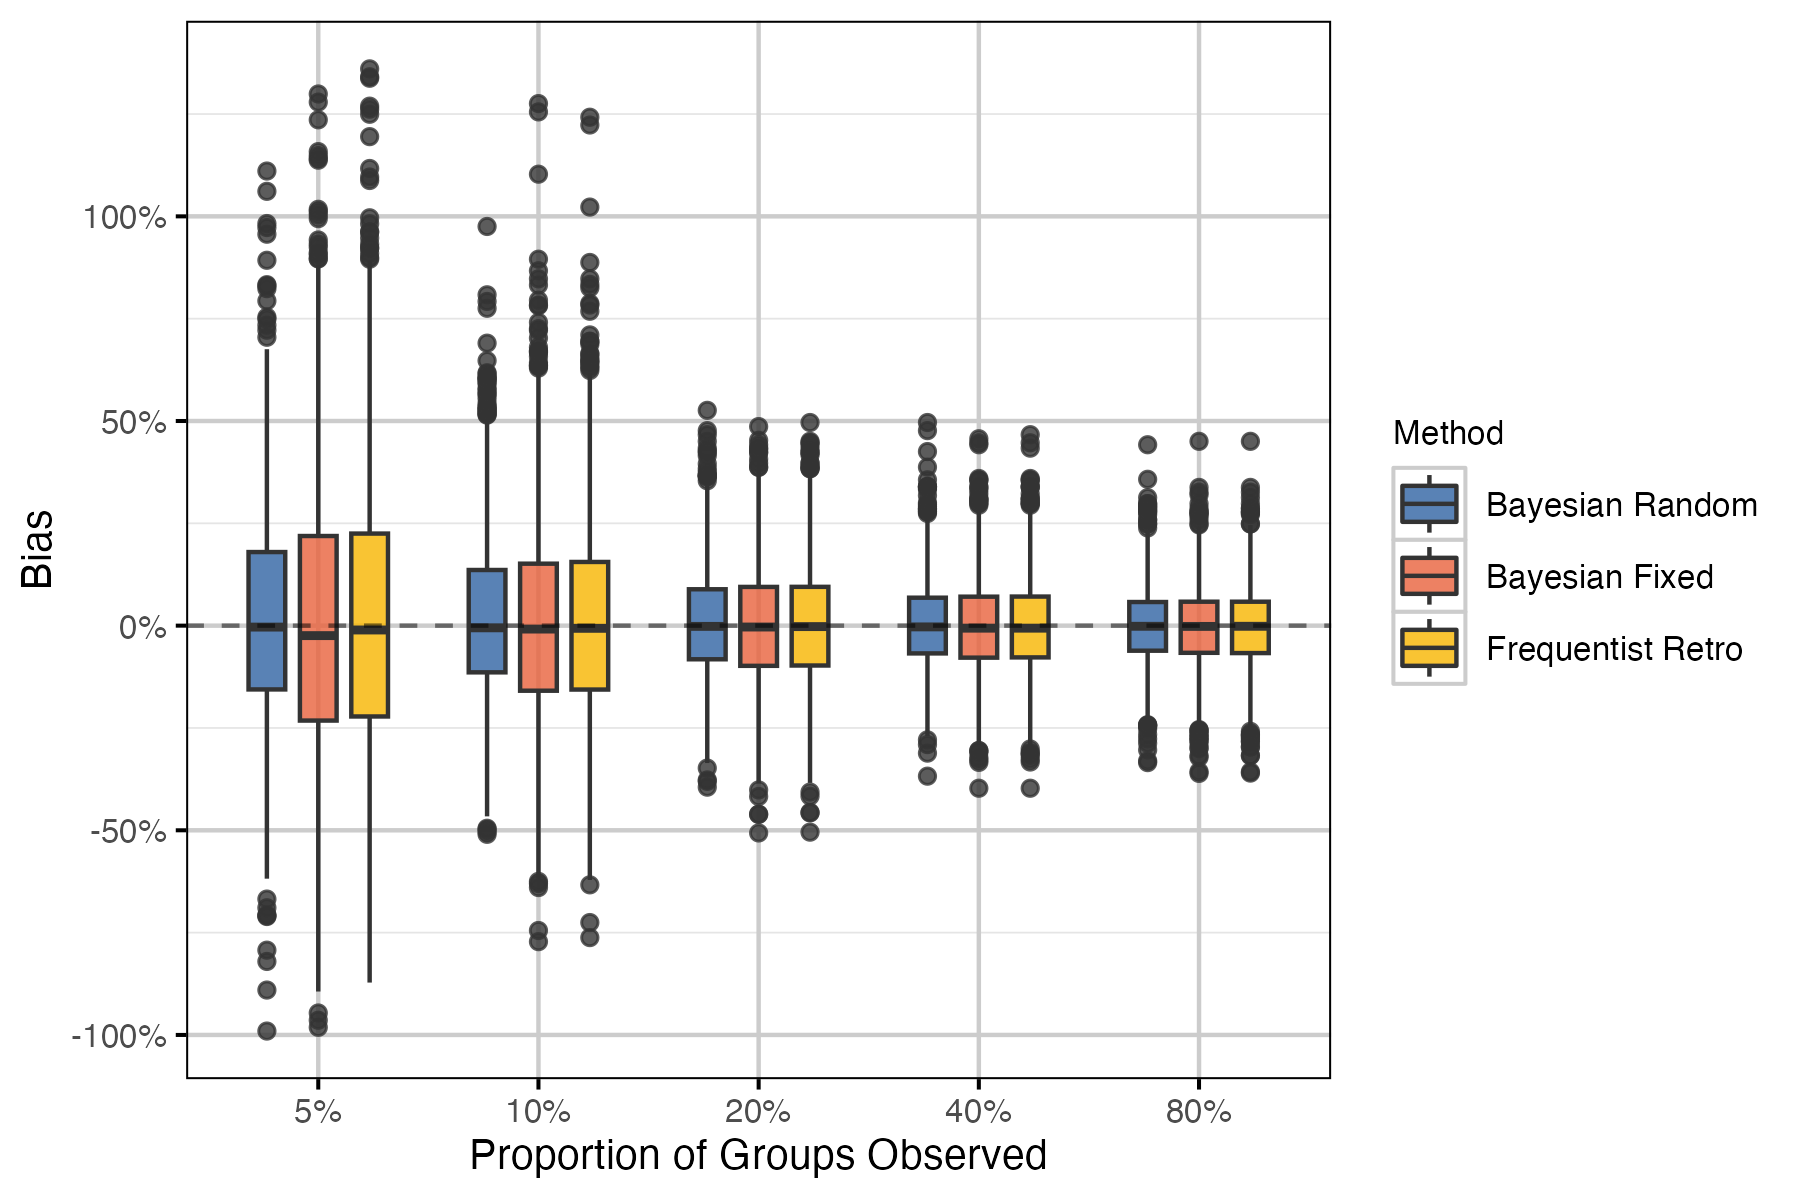 100%
50%
0%
-50%
-100%
Bias
5%
10%
20%
40%
80%
Proportion of Groups Observed
Method
Bayesian Random
Bayesian Fixed
Frequentist Retro